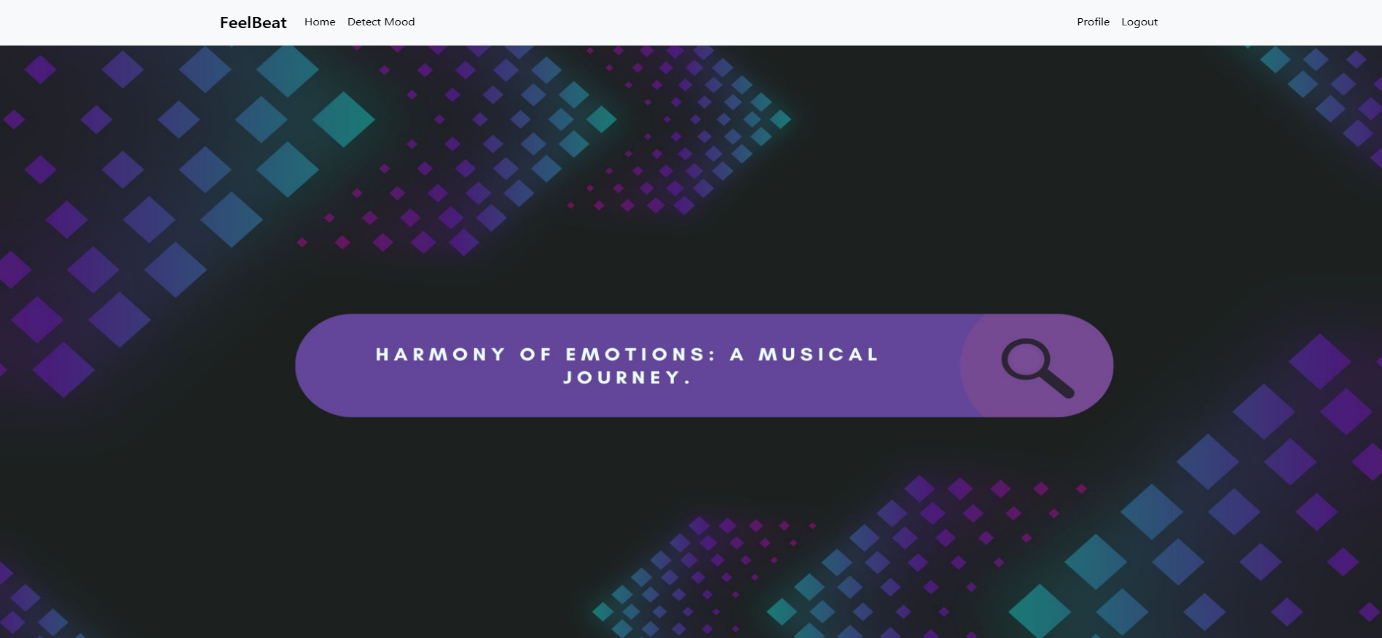 FeelBeat Home Detect Mood Profile Logout
HARMONY OF EMOTIONS: A MUSICAL
JOURNEY.